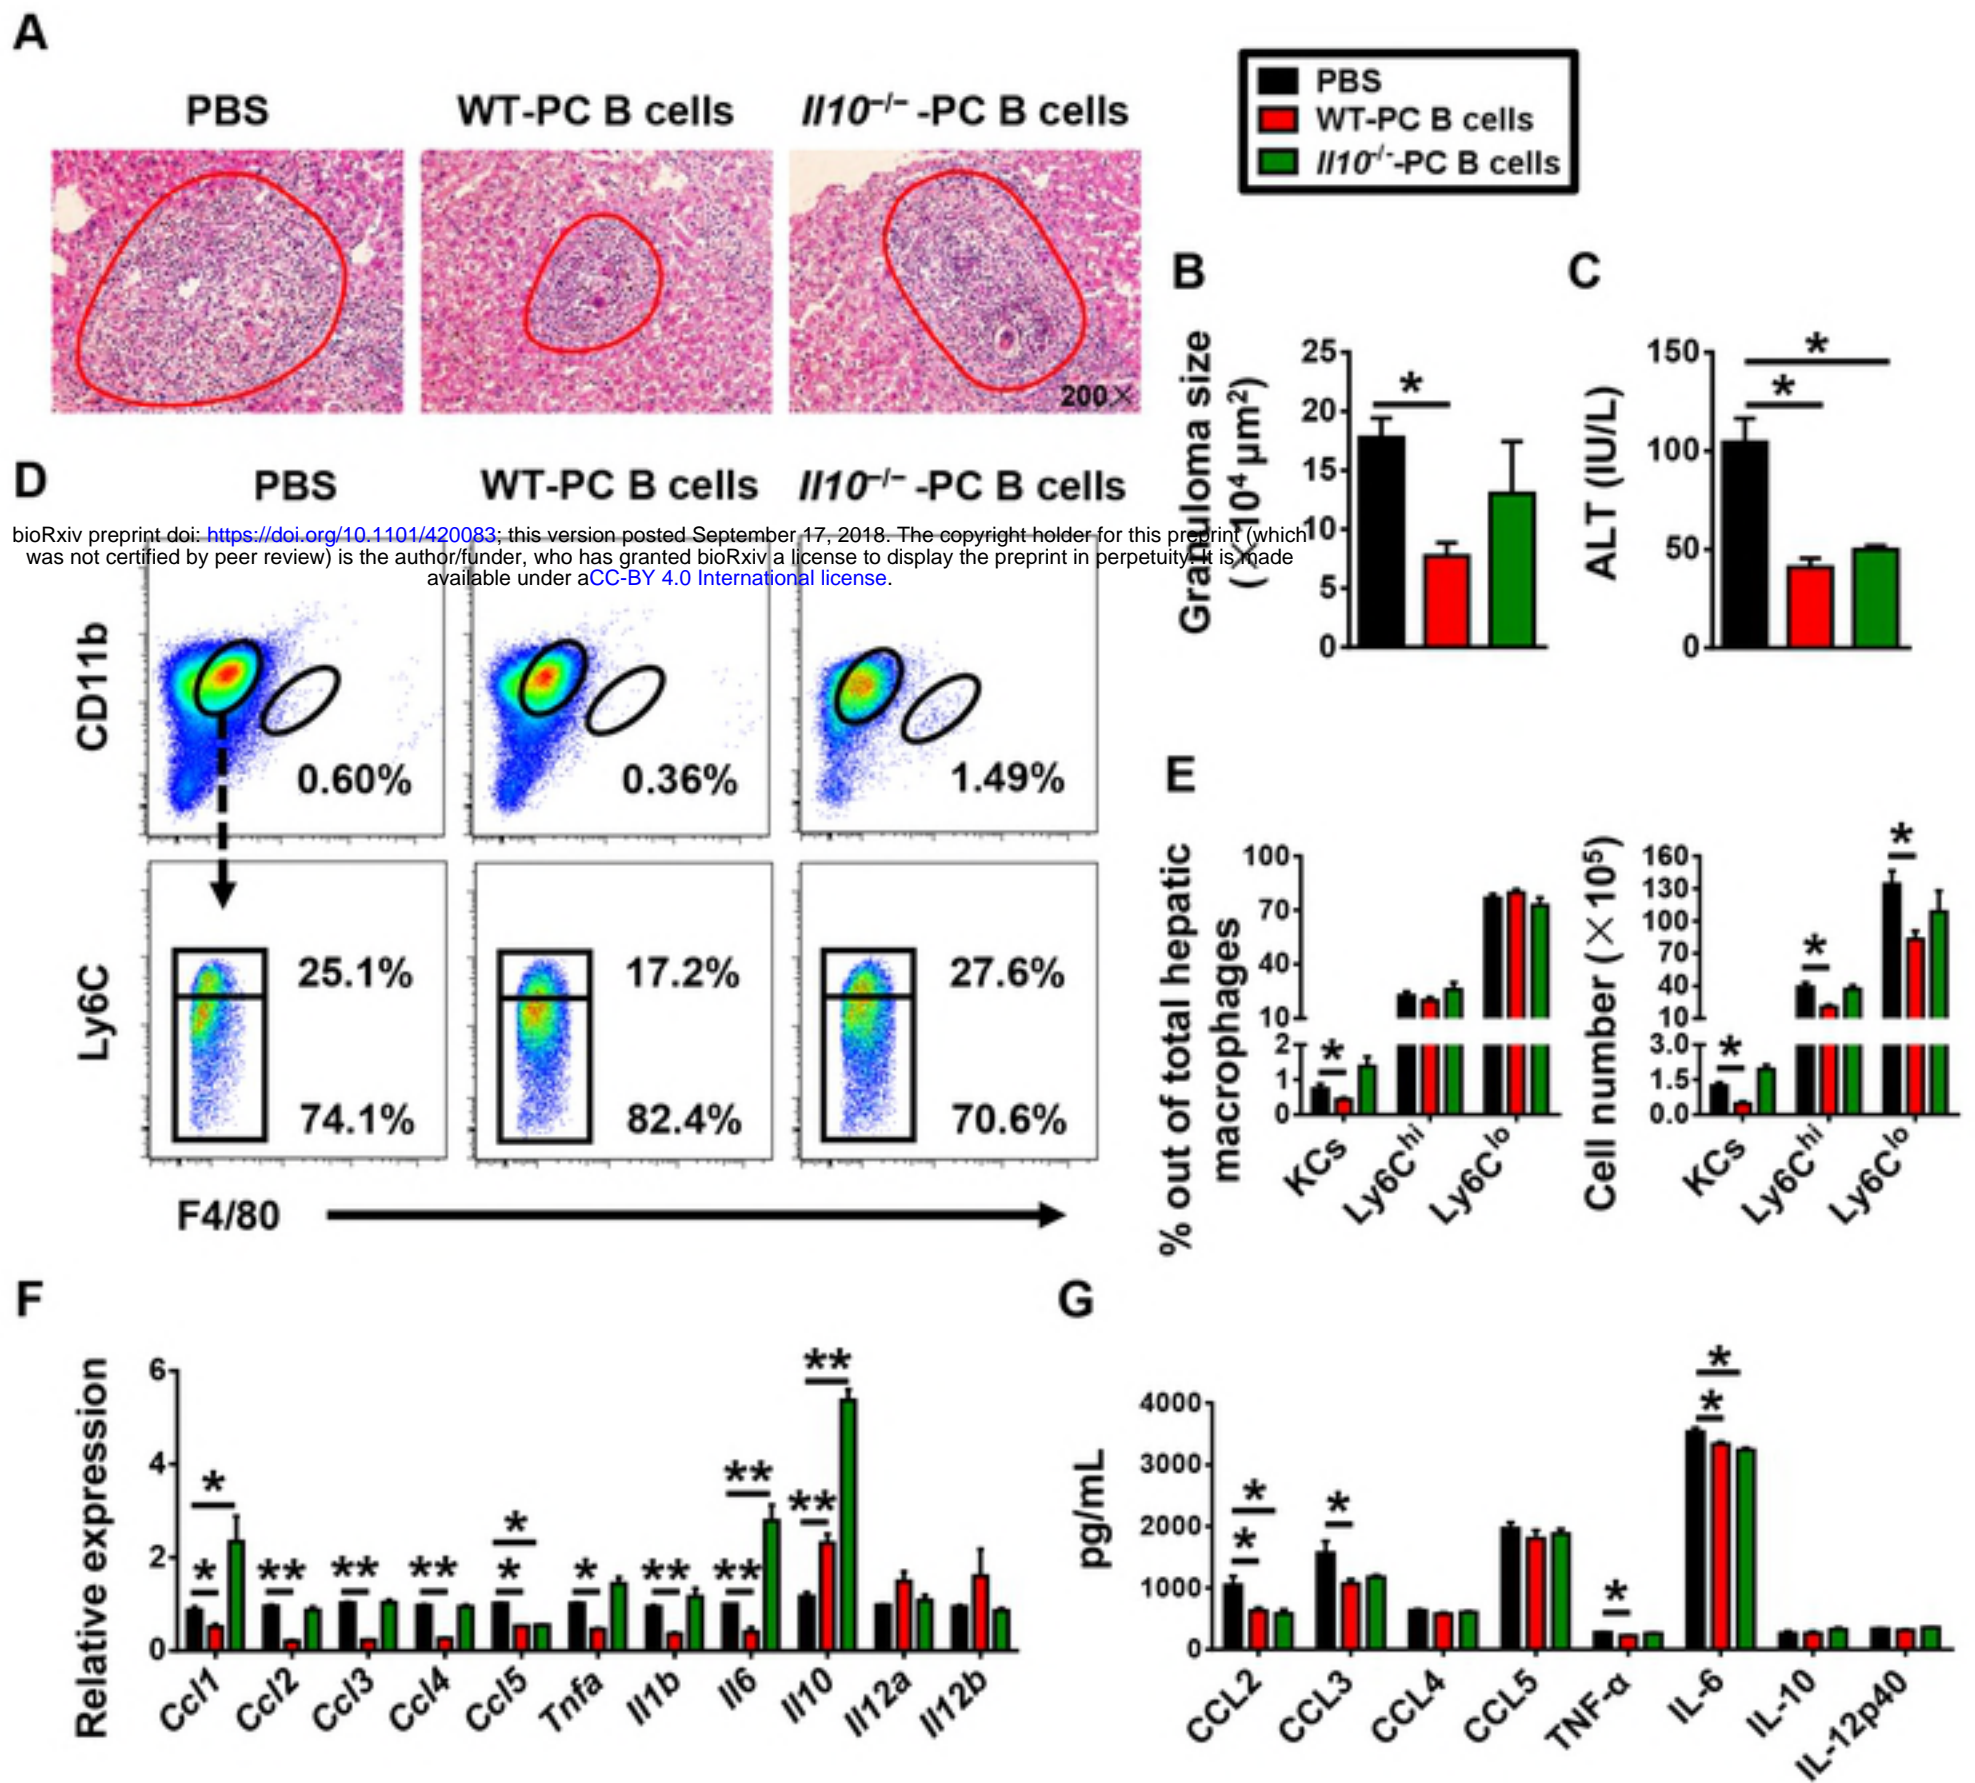 A
PBS
WT-PC B cells
Il10−/− -PC B cells
200×
PBS
WT-PC B cells
Il10-/--PC B cells
B
Granuloma size
(×10⁴ µm²)
25
20
15
10
5
0
*
C
ALT (IU/L)
150
100
50
0
*
*
D
PBS
WT-PC B cells
Il10−/− -PC B cells
bioRxiv preprint doi: https://doi.org/10.1101/420083; this version posted September 17, 2018. The copyright holder for this preprint (which
was not certified by peer review) is the author/funder, who has granted bioRxiv a license to display the preprint in perpetuity. It is made
available under aCC-BY 4.0 International license.
CD11b
0.60%
0.36%
1.49%
Ly6C
25.1%
17.2%
27.6%
74.1%
82.4%
70.6%
F4/80
E
% out of total hepatic
macrophages
100
70
40
10
2
1
0
*
KCs
Ly6Chi
Ly6Clo
Cell number (×10⁵)
160
130
100
70
40
10
3.0
1.5
0.0
*
*
*
KCs
Ly6Chi
Ly6Clo
F
Relative expression
6
4
2
0
*
*
**
**
**
*
*
*
**
**
**
**
**
Ccl1
Ccl2
Ccl3
Ccl4
Ccl5
Tnfa
Il1b
Il6
Il10
Il12a
Il12b
G
pg/mL
4000
3000
2000
1000
0
*
*
*
*
*
*
CCL2
CCL3
CCL4
CCL5
TNF-α
IL-6
IL-10
IL-12p40